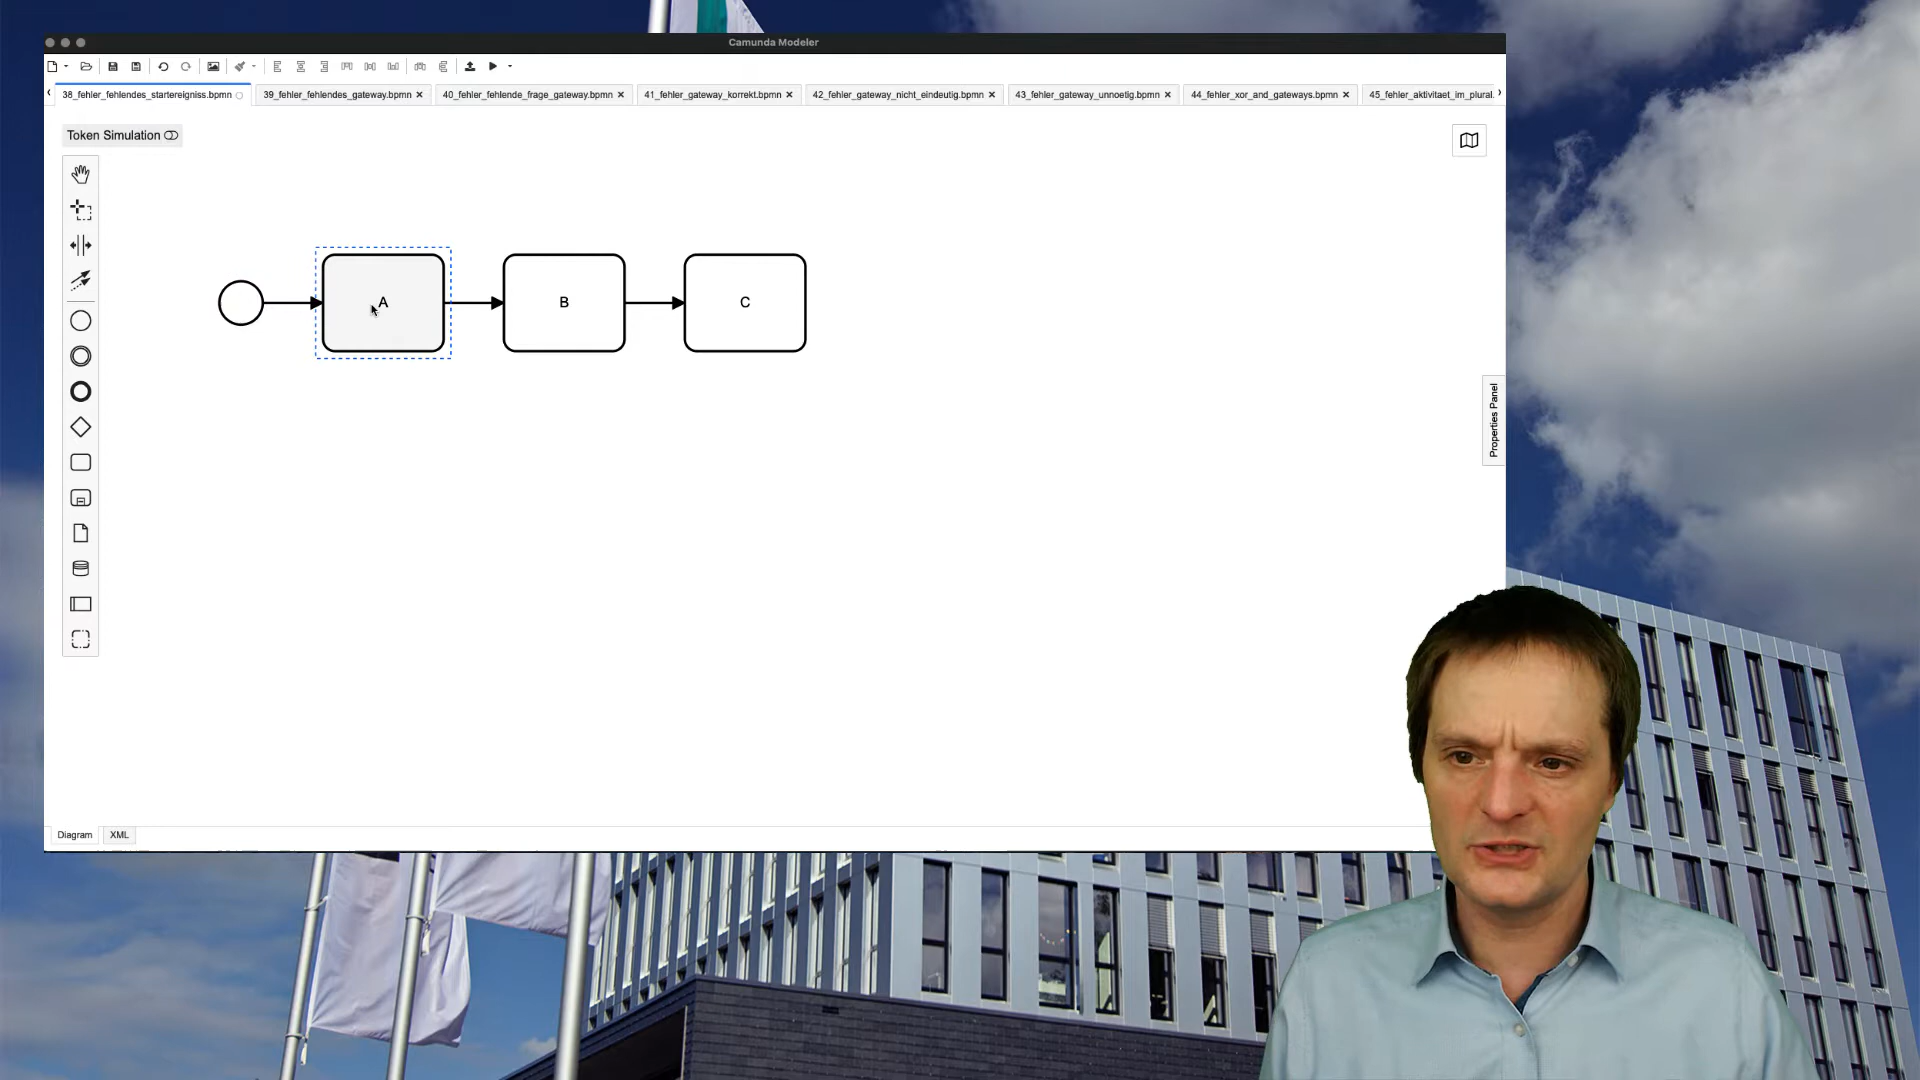 Camunda Modeler
38_fehler_fehlendes_startereigniss.bpmn
39_fehler_fehlendes_gateway.bpmn
40_fehler_fehlende_frage_gateway.bpmn
41_fehler_gateway_korrekt.bpmn
42_fehler_gateway_nicht_eindeutig.bpmn
43_fehler_gateway_unnoetig.bpmn
44_fehler_xor_and_gateways.bpmn
45_fehler_aktivitaet_im_plural.
Token Simulation
A
B
C
Properties Panel
Diagram
XML